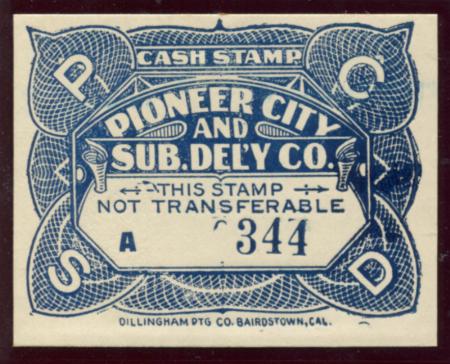 CASH STAMP
P C
PIONEER CITY
AND
SUB. DEL'Y CO.
THIS STAMP
NOT TRANSFERABLE
A 344
S D
DILLINGHAM PTG CO. BAIRDSTOWN, CAL.